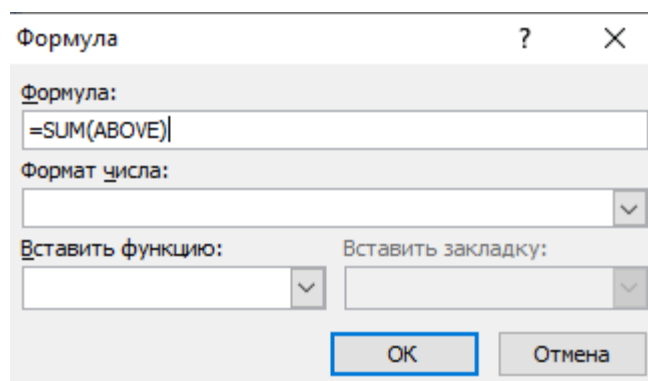 Формула ?
Формула:
=SUM(ABOVE)
Формат числа:
Вставить функцию: Вставить закладку:
ОК Отмена